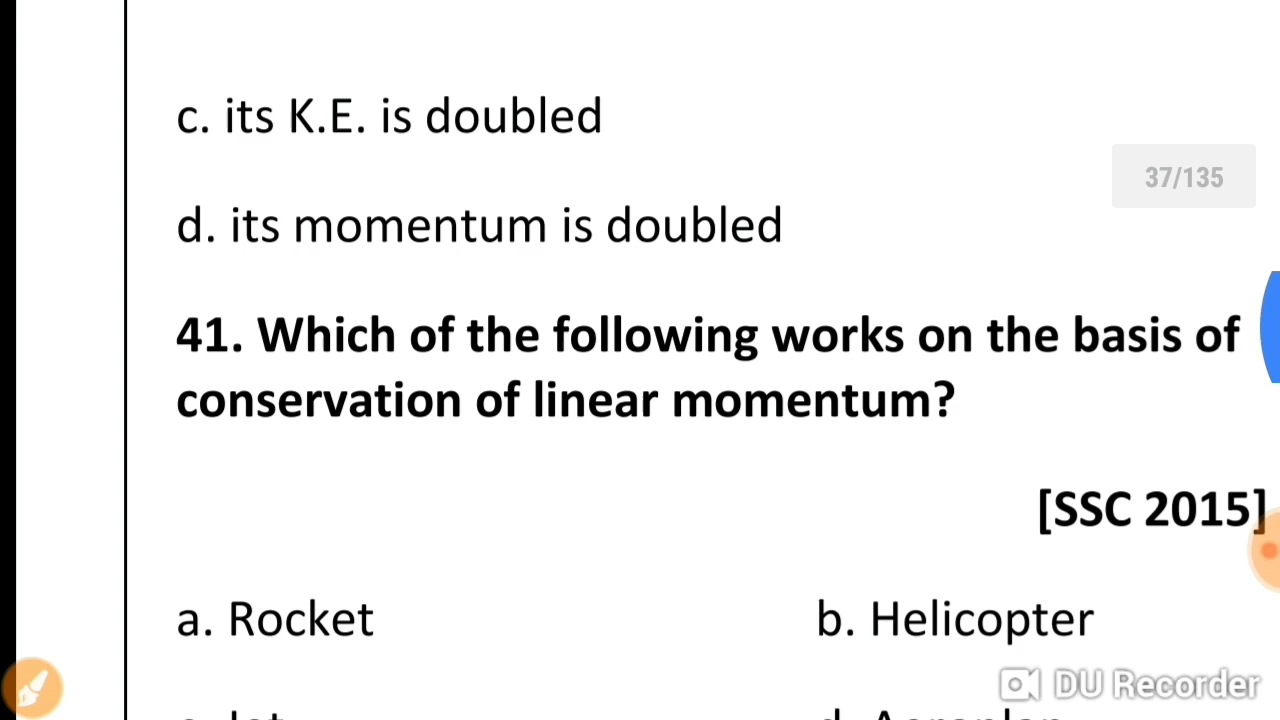 c. its K.E. is doubled
37/135
d. its momentum is doubled
41. Which of the following works on the basis of
conservation of linear momentum?
[SSC 2015]
a. Rocket b. Helicopter
DU Recorder